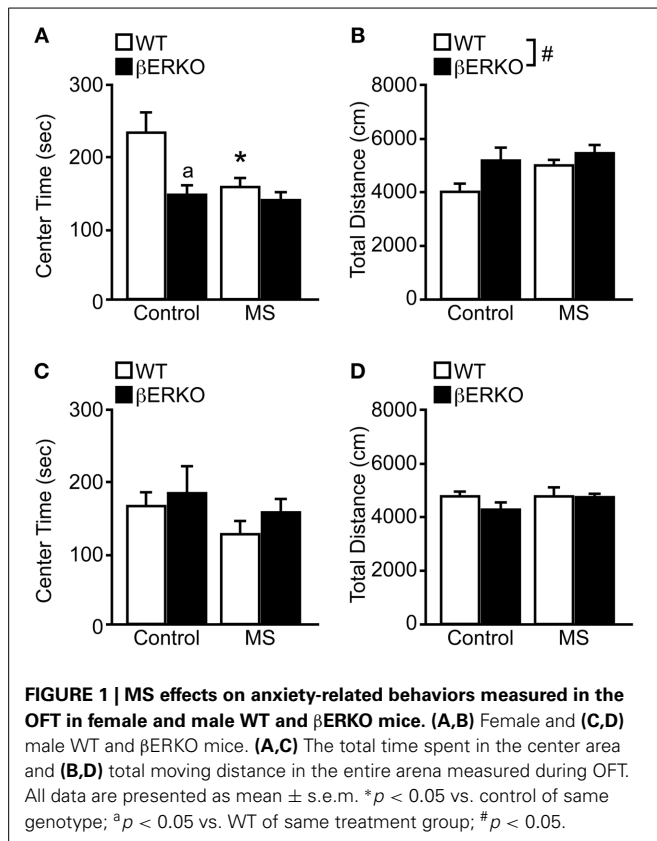 A
WT
βERKO
300
200
100
0
Center Time (sec)
a
*
Control MS
B
WT
βERKO
#
8000
6000
4000
2000
0
Total Distance (cm)
Control MS
C
WT
βERKO
300
200
100
0
Center Time (sec)
Control MS
D
WT
βERKO
8000
6000
4000
2000
0
Total Distance (cm)
Control MS
FIGURE 1 | MS effects on anxiety-related behaviors measured in the
OFT in female and male WT and βERKO mice. (A,B) Female and (C,D)
male WT and βERKO mice. (A,C) The total time spent in the center area
and (B,D) total moving distance in the entire arena measured during OFT.
All data are presented as mean ± s.e.m. *p < 0.05 vs. control of same
genotype; ᵃp < 0.05 vs. WT of same treatment group; #p < 0.05.